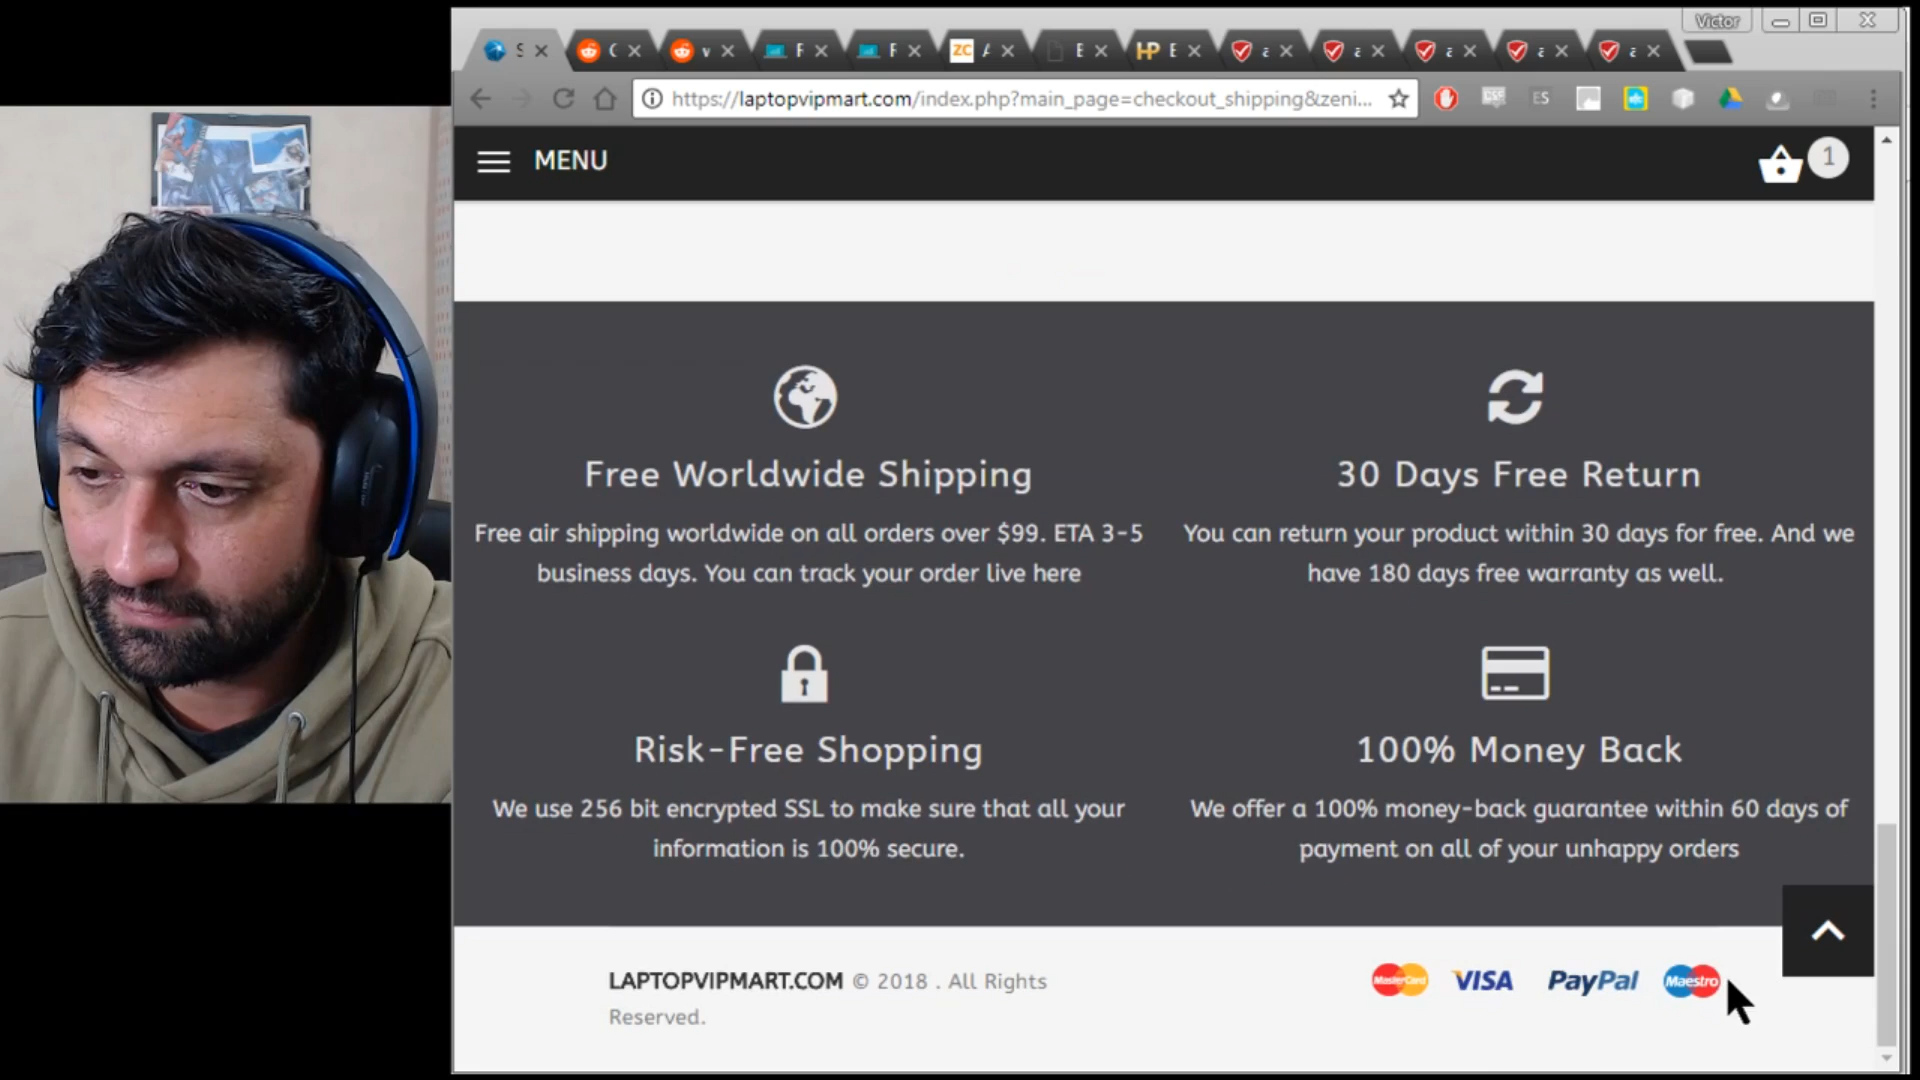 Victor
S C v F F ZC A E HP E a a a a a
https://laptopvipmart.com/index.php?main_page=checkout_shipping&zeni...
ES
MENU
1
Free Worldwide Shipping
Free air shipping worldwide on all orders over $99. ETA 3-5
business days. You can track your order live here
30 Days Free Return
You can return your product within 30 days for free. And we
have 180 days free warranty as well.
Risk-Free Shopping
We use 256 bit encrypted SSL to make sure that all your
information is 100% secure.
100% Money Back
We offer a 100% money-back guarantee within 60 days of
payment on all of your unhappy orders
LAPTOPVIPMART.COM © 2018 . All Rights
Reserved.
MasterCard VISA PayPal Maestro